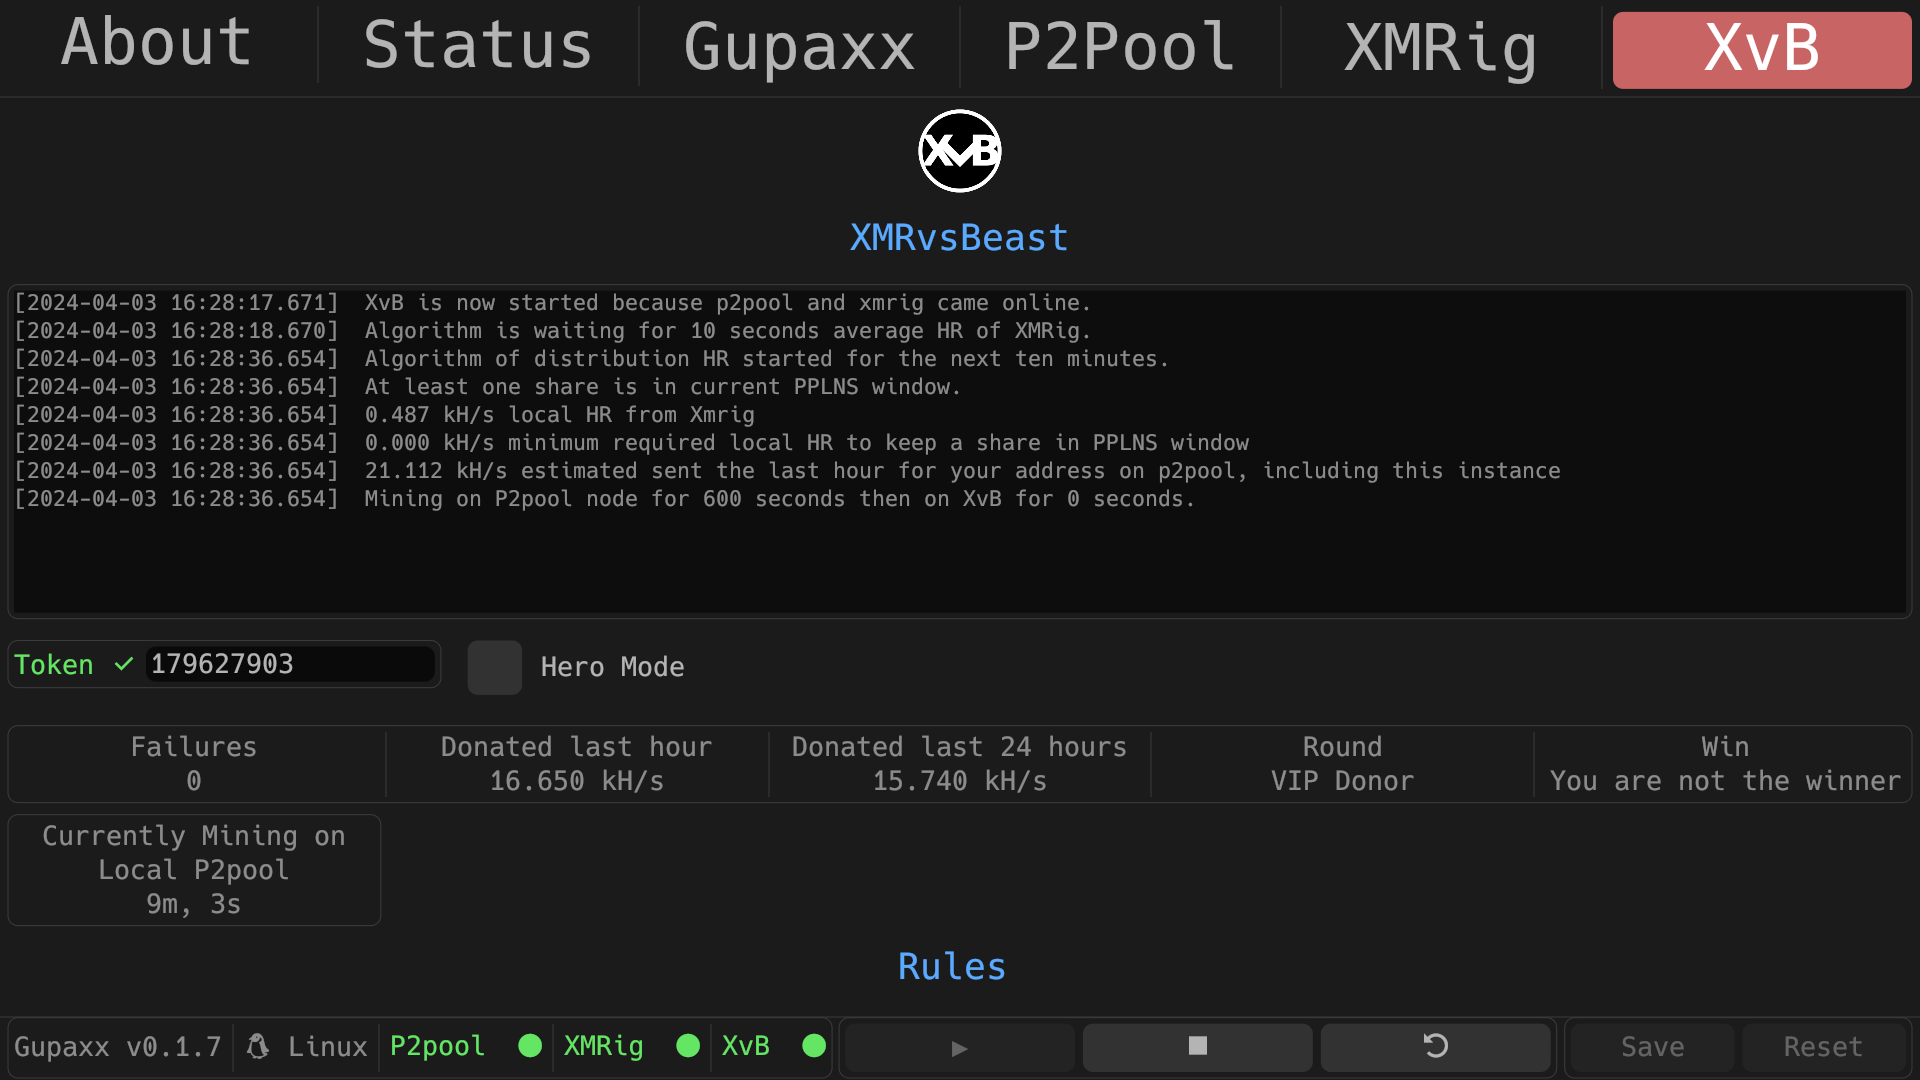 About Status Gupaxx P2Pool XMRig XvB
XvB
XMRvsBeast
[2024-04-03 16:28:17.671]  XvB is now started because p2pool and xmrig came online.
[2024-04-03 16:28:18.670]  Algorithm is waiting for 10 seconds average HR of XMRig.
[2024-04-03 16:28:36.654]  Algorithm of distribution HR started for the next ten minutes.
[2024-04-03 16:28:36.654]  At least one share is in current PPLNS window.
[2024-04-03 16:28:36.654]  0.487 kH/s local HR from Xmrig
[2024-04-03 16:28:36.654]  0.000 kH/s minimum required local HR to keep a share in PPLNS window
[2024-04-03 16:28:36.654]  21.112 kH/s estimated sent the last hour for your address on p2pool, including this instance
[2024-04-03 16:28:36.654]  Mining on P2pool node for 600 seconds then on XvB for 0 seconds.
Token ✓ 179627903 Hero Mode
Failures Donated last hour Donated last 24 hours Round Win
0 16.650 kH/s 15.740 kH/s VIP Donor You are not the winner
Currently Mining on
Local P2pool
9m, 3s
Rules
Gupaxx v0.1.7 Linux P2pool XMRig XvB Save Reset